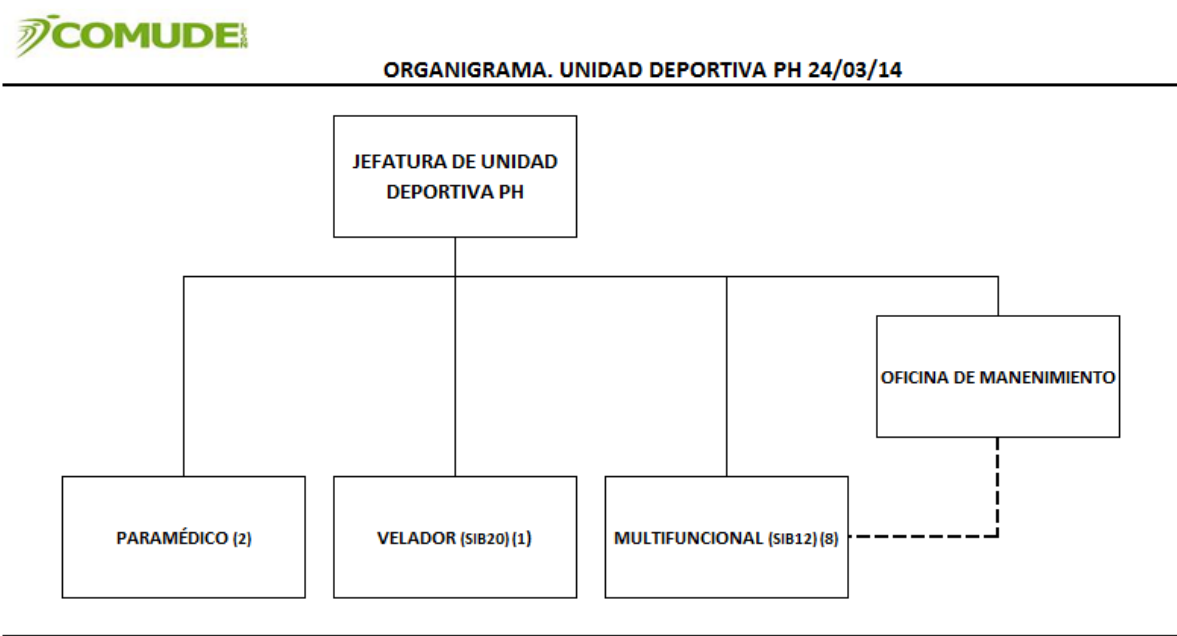 COMUDE
ORGANIGRAMA. UNIDAD DEPORTIVA PH 24/03/14
JEFATURA DE UNIDAD
DEPORTIVA PH
OFICINA DE MANENIMIENTO
PARAMÉDICO (2)
VELADOR (SIB20) (1)
MULTIFUNCIONAL (SIB12) (8)